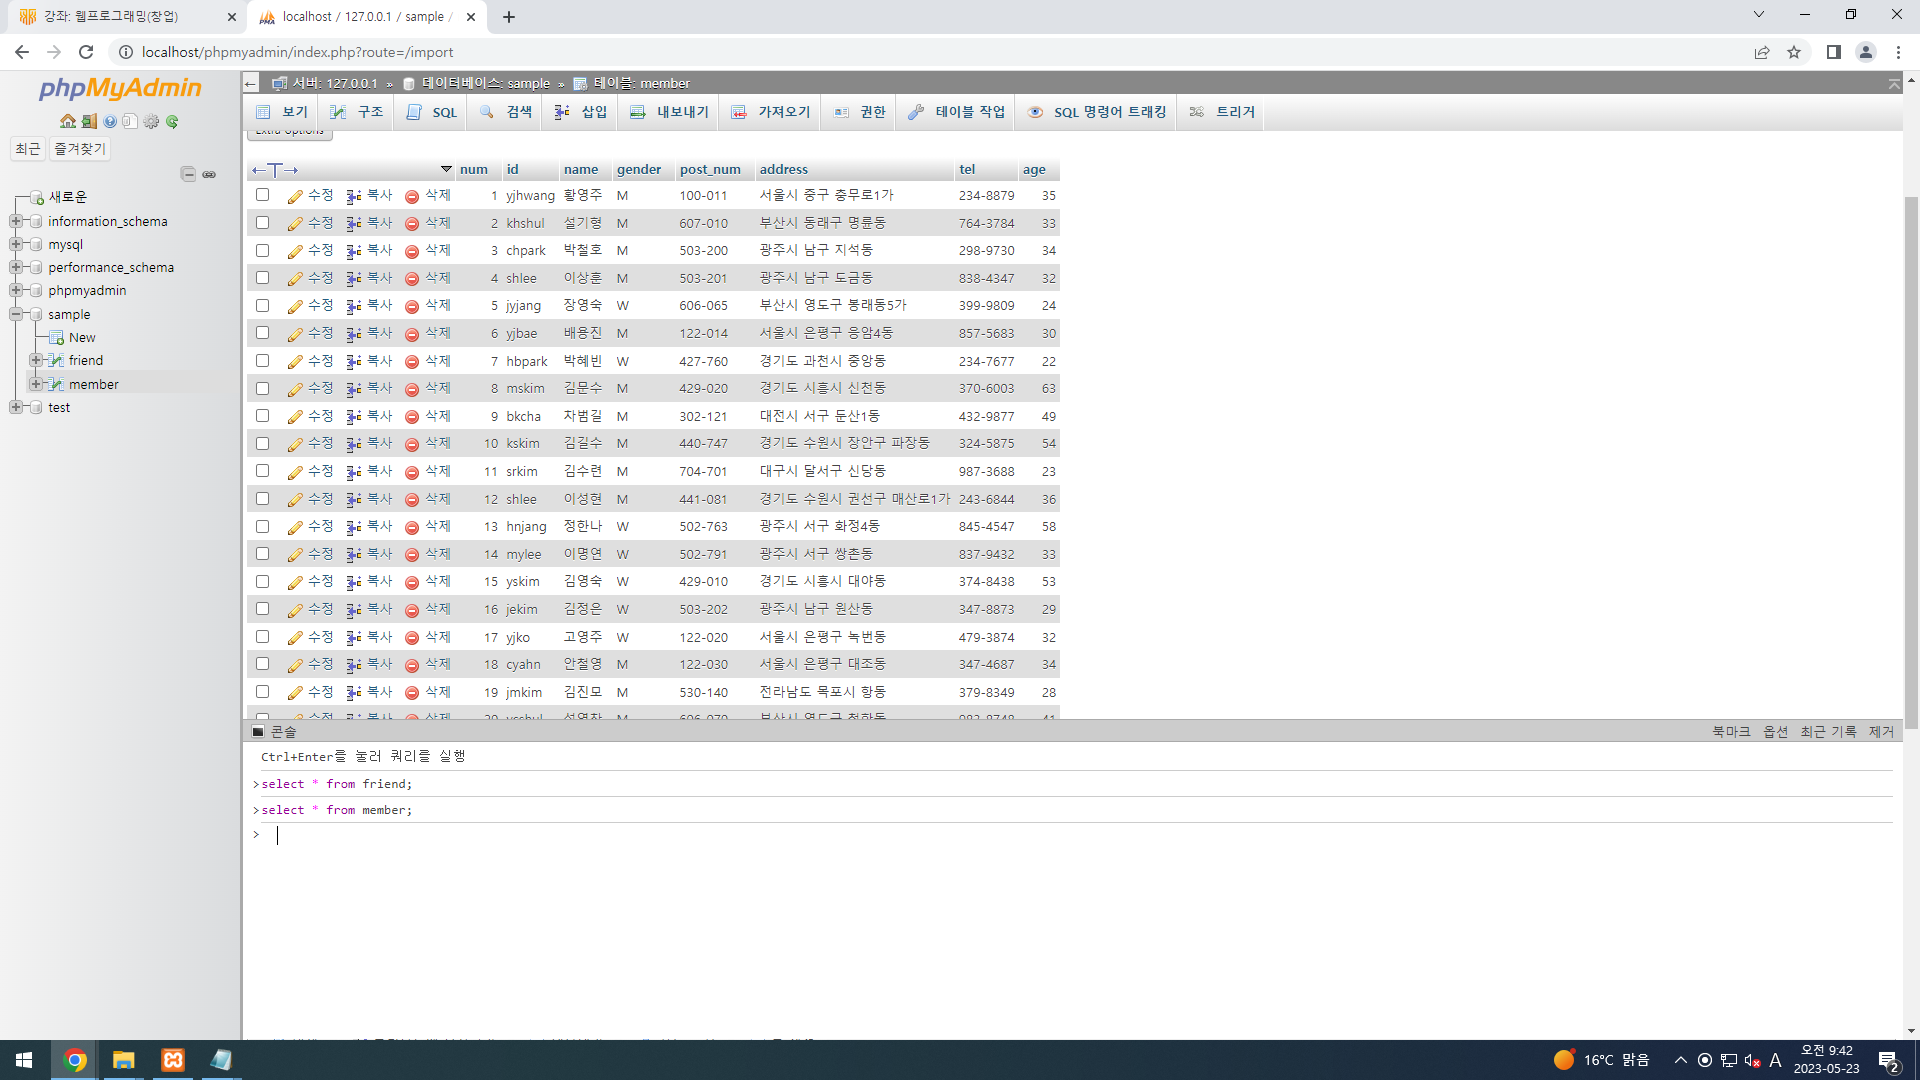 강좌: 웹프로그래밍(창업)
localhost / 127.0.0.1 / sample /
localhost/phpmyadmin/index.php?route=/import
phpMyAdmin
최근 즐겨찾기
새로운
information_schema
mysql
performance_schema
phpmyadmin
sample
New
friend
member
test
서버: 127.0.0.1 » 데이터베이스: sample » 테이블: member
보기 구조 SQL 검색 삽입 내보내기 가져오기 권한 테이블 작업 SQL 명령어 트래킹 트리거
Extra options
num id name gender post_num address tel age
수정 복사 삭제 1 yjhwang 황영주 M 100-011 서울시 중구 충무로1가 234-8879 35
수정 복사 삭제 2 khshul 설기형 M 607-010 부산시 동래구 명륜동 764-3784 33
수정 복사 삭제 3 chpark 박철호 M 503-200 광주시 남구 지석동 298-9730 34
수정 복사 삭제 4 shlee 이상훈 M 503-201 광주시 남구 도금동 838-4347 32
수정 복사 삭제 5 jyjang 장영숙 W 606-065 부산시 영도구 봉래동5가 399-9809 24
수정 복사 삭제 6 yjbae 배용진 M 122-014 서울시 은평구 응암4동 857-5683 30
수정 복사 삭제 7 hbpark 박혜빈 W 427-760 경기도 과천시 중앙동 234-7677 22
수정 복사 삭제 8 mskim 김문수 M 429-020 경기도 시흥시 신천동 370-6003 63
수정 복사 삭제 9 bkcha 차범길 M 302-121 대전시 서구 둔산1동 432-9877 49
수정 복사 삭제 10 kskim 김길수 M 440-747 경기도 수원시 장안구 파장동 324-5875 54
수정 복사 삭제 11 srkim 김수련 M 704-701 대구시 달서구 신당동 987-3688 23
수정 복사 삭제 12 shlee 이성현 M 441-081 경기도 수원시 권선구 매산로1가 243-6844 36
수정 복사 삭제 13 hnjang 정한나 W 502-763 광주시 서구 화정4동 845-4547 58
수정 복사 삭제 14 mylee 이명연 W 502-791 광주시 서구 쌍촌동 837-9432 33
수정 복사 삭제 15 yskim 김영숙 W 429-010 경기도 시흥시 대야동 374-8438 53
수정 복사 삭제 16 jekim 김정은 W 503-202 광주시 남구 원산동 347-8873 29
수정 복사 삭제 17 yjko 고영주 W 122-020 서울시 은평구 녹번동 479-3874 32
수정 복사 삭제 18 cyahn 안철영 M 122-030 서울시 은평구 대조동 347-4687 34
수정 복사 삭제 19 jmkim 김진모 M 530-140 전라남도 목포시 항동 379-8349 28
수정 복사 삭제 20 M 606-070 부산시 영도구 983-8748 41
콘솔 북마크 옵션 최근 기록 제거
Ctrl+Enter를 눌러 쿼리를 실행
>select * from friend;
>select * from member;
>
16°C 맑음
A
오전 9:42
2023-05-23
2